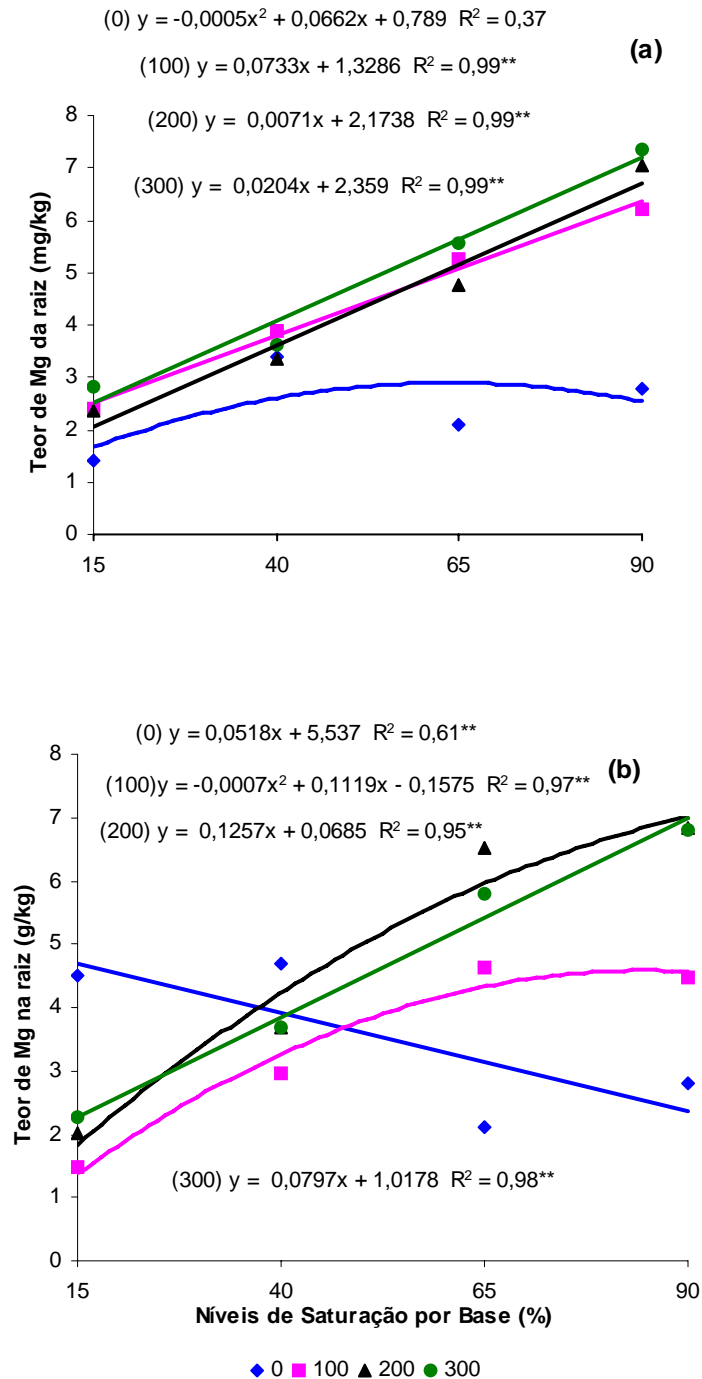 (0) y = -0,0005x² + 0,0662x + 0,789 R² = 0,37
(a)
(100) y = 0,0733x + 1,3286 R² = 0,99**
(200) y = 0,0071x + 2,1738 R² = 0,99**
(300) y = 0,0204x + 2,359 R² = 0,99**
Teor de Mg da raiz (mg/kg)
8
7
6
5
4
3
2
1
0
15 40 65 90
(0) y = 0,0518x + 5,537 R² = 0,61**
(b)
(100)y = -0,0007x² + 0,1119x - 0,1575 R² = 0,97**
(200) y = 0,1257x + 0,0685 R² = 0,95**
Teor de Mg na raiz (g/kg)
8
7
6
5
4
3
2
1
0
(300) y = 0,0797x + 1,0178 R² = 0,98**
15 40 65 90
Níveis de Saturação por Base (%)
0 100 200 300